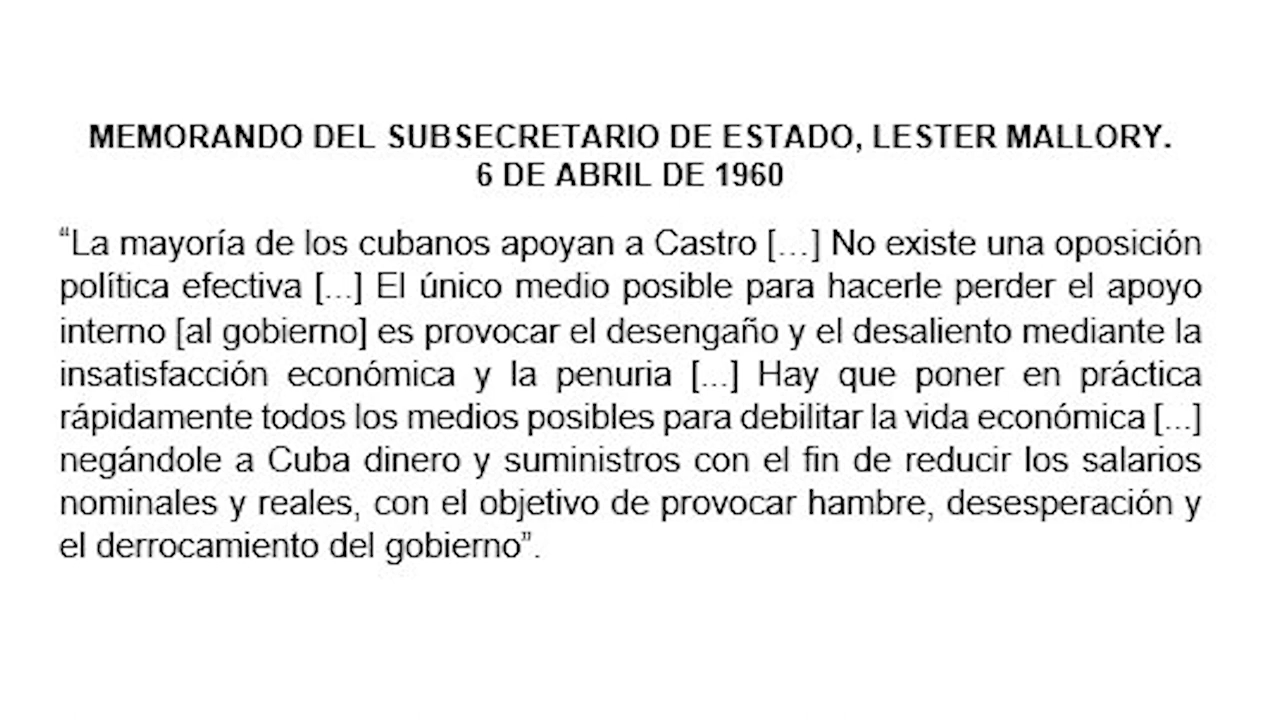 MEMORANDO DEL SUBSECRETARIO DE ESTADO, LESTER MALLORY.
6 DE ABRIL DE 1960
“La mayoría de los cubanos apoyan a Castro [...] No existe una oposición
política efectiva [...] El único medio posible para hacerle perder el apoyo
interno [al gobierno] es provocar el desengaño y el desaliento mediante la
insatisfacción económica y la penuria [...] Hay que poner en práctica
rápidamente todos los medios posibles para debilitar la vida económica [...]
negándole a Cuba dinero y suministros con el fin de reducir los salarios
nominales y reales, con el objetivo de provocar hambre, desesperación y
el derrocamiento del gobierno”.